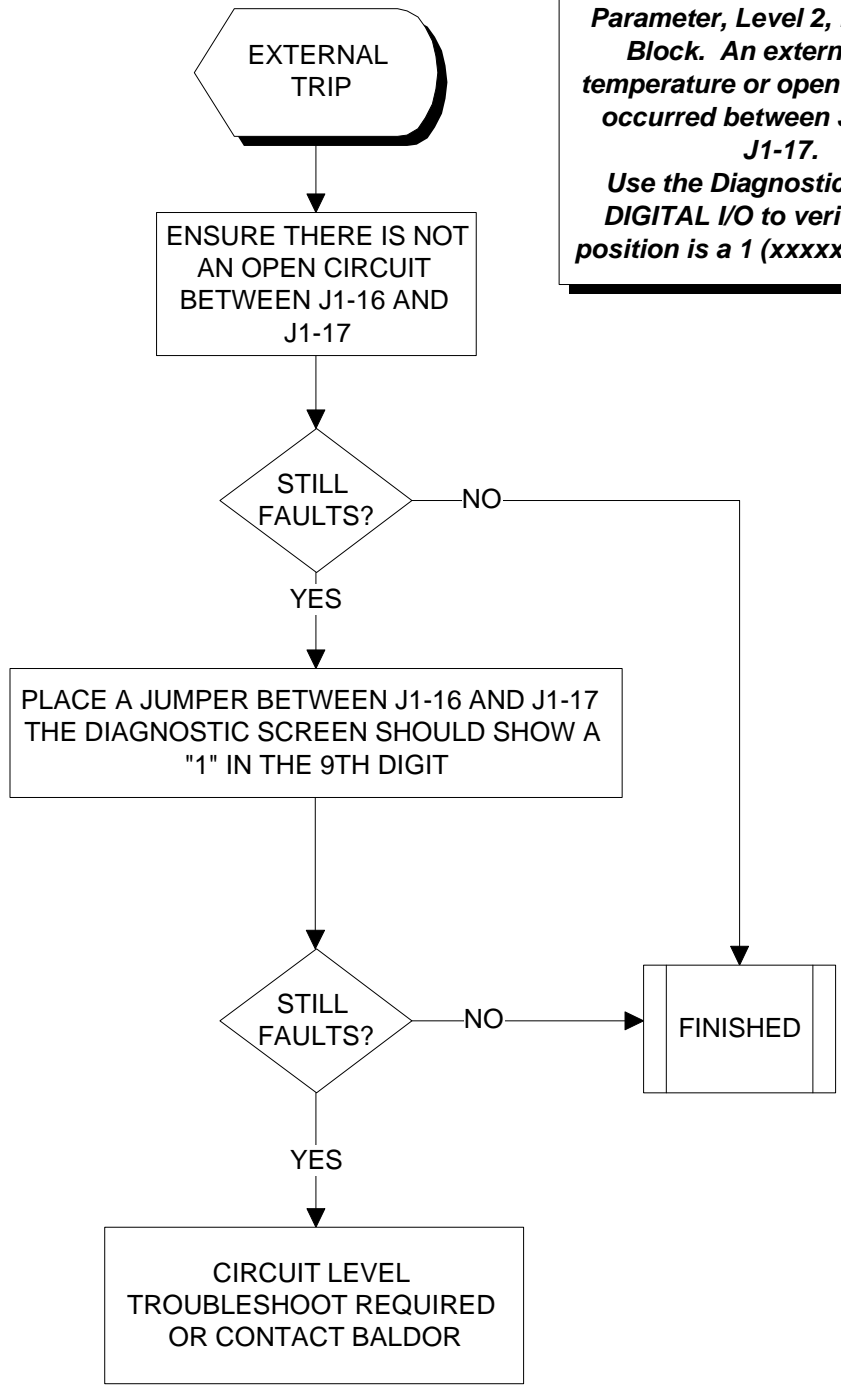 EXTERNAL
TRIP
Parameter, Level 2,
Block. An extern
temperature or open
occurred between
J1-17.
Use the Diagnostic
DIGITAL I/O to veri
position is a 1 (xxxxx
ENSURE THERE IS NOT
AN OPEN CIRCUIT
BETWEEN J1-16 AND
J1-17
STILL
FAULTS?
NO
YES
PLACE A JUMPER BETWEEN J1-16 AND J1-17
THE DIAGNOSTIC SCREEN SHOULD SHOW A
"1" IN THE 9TH DIGIT
STILL
FAULTS?
NO
FINISHED
YES
CIRCUIT LEVEL
TROUBLESHOOT REQUIRED
OR CONTACT BALDOR